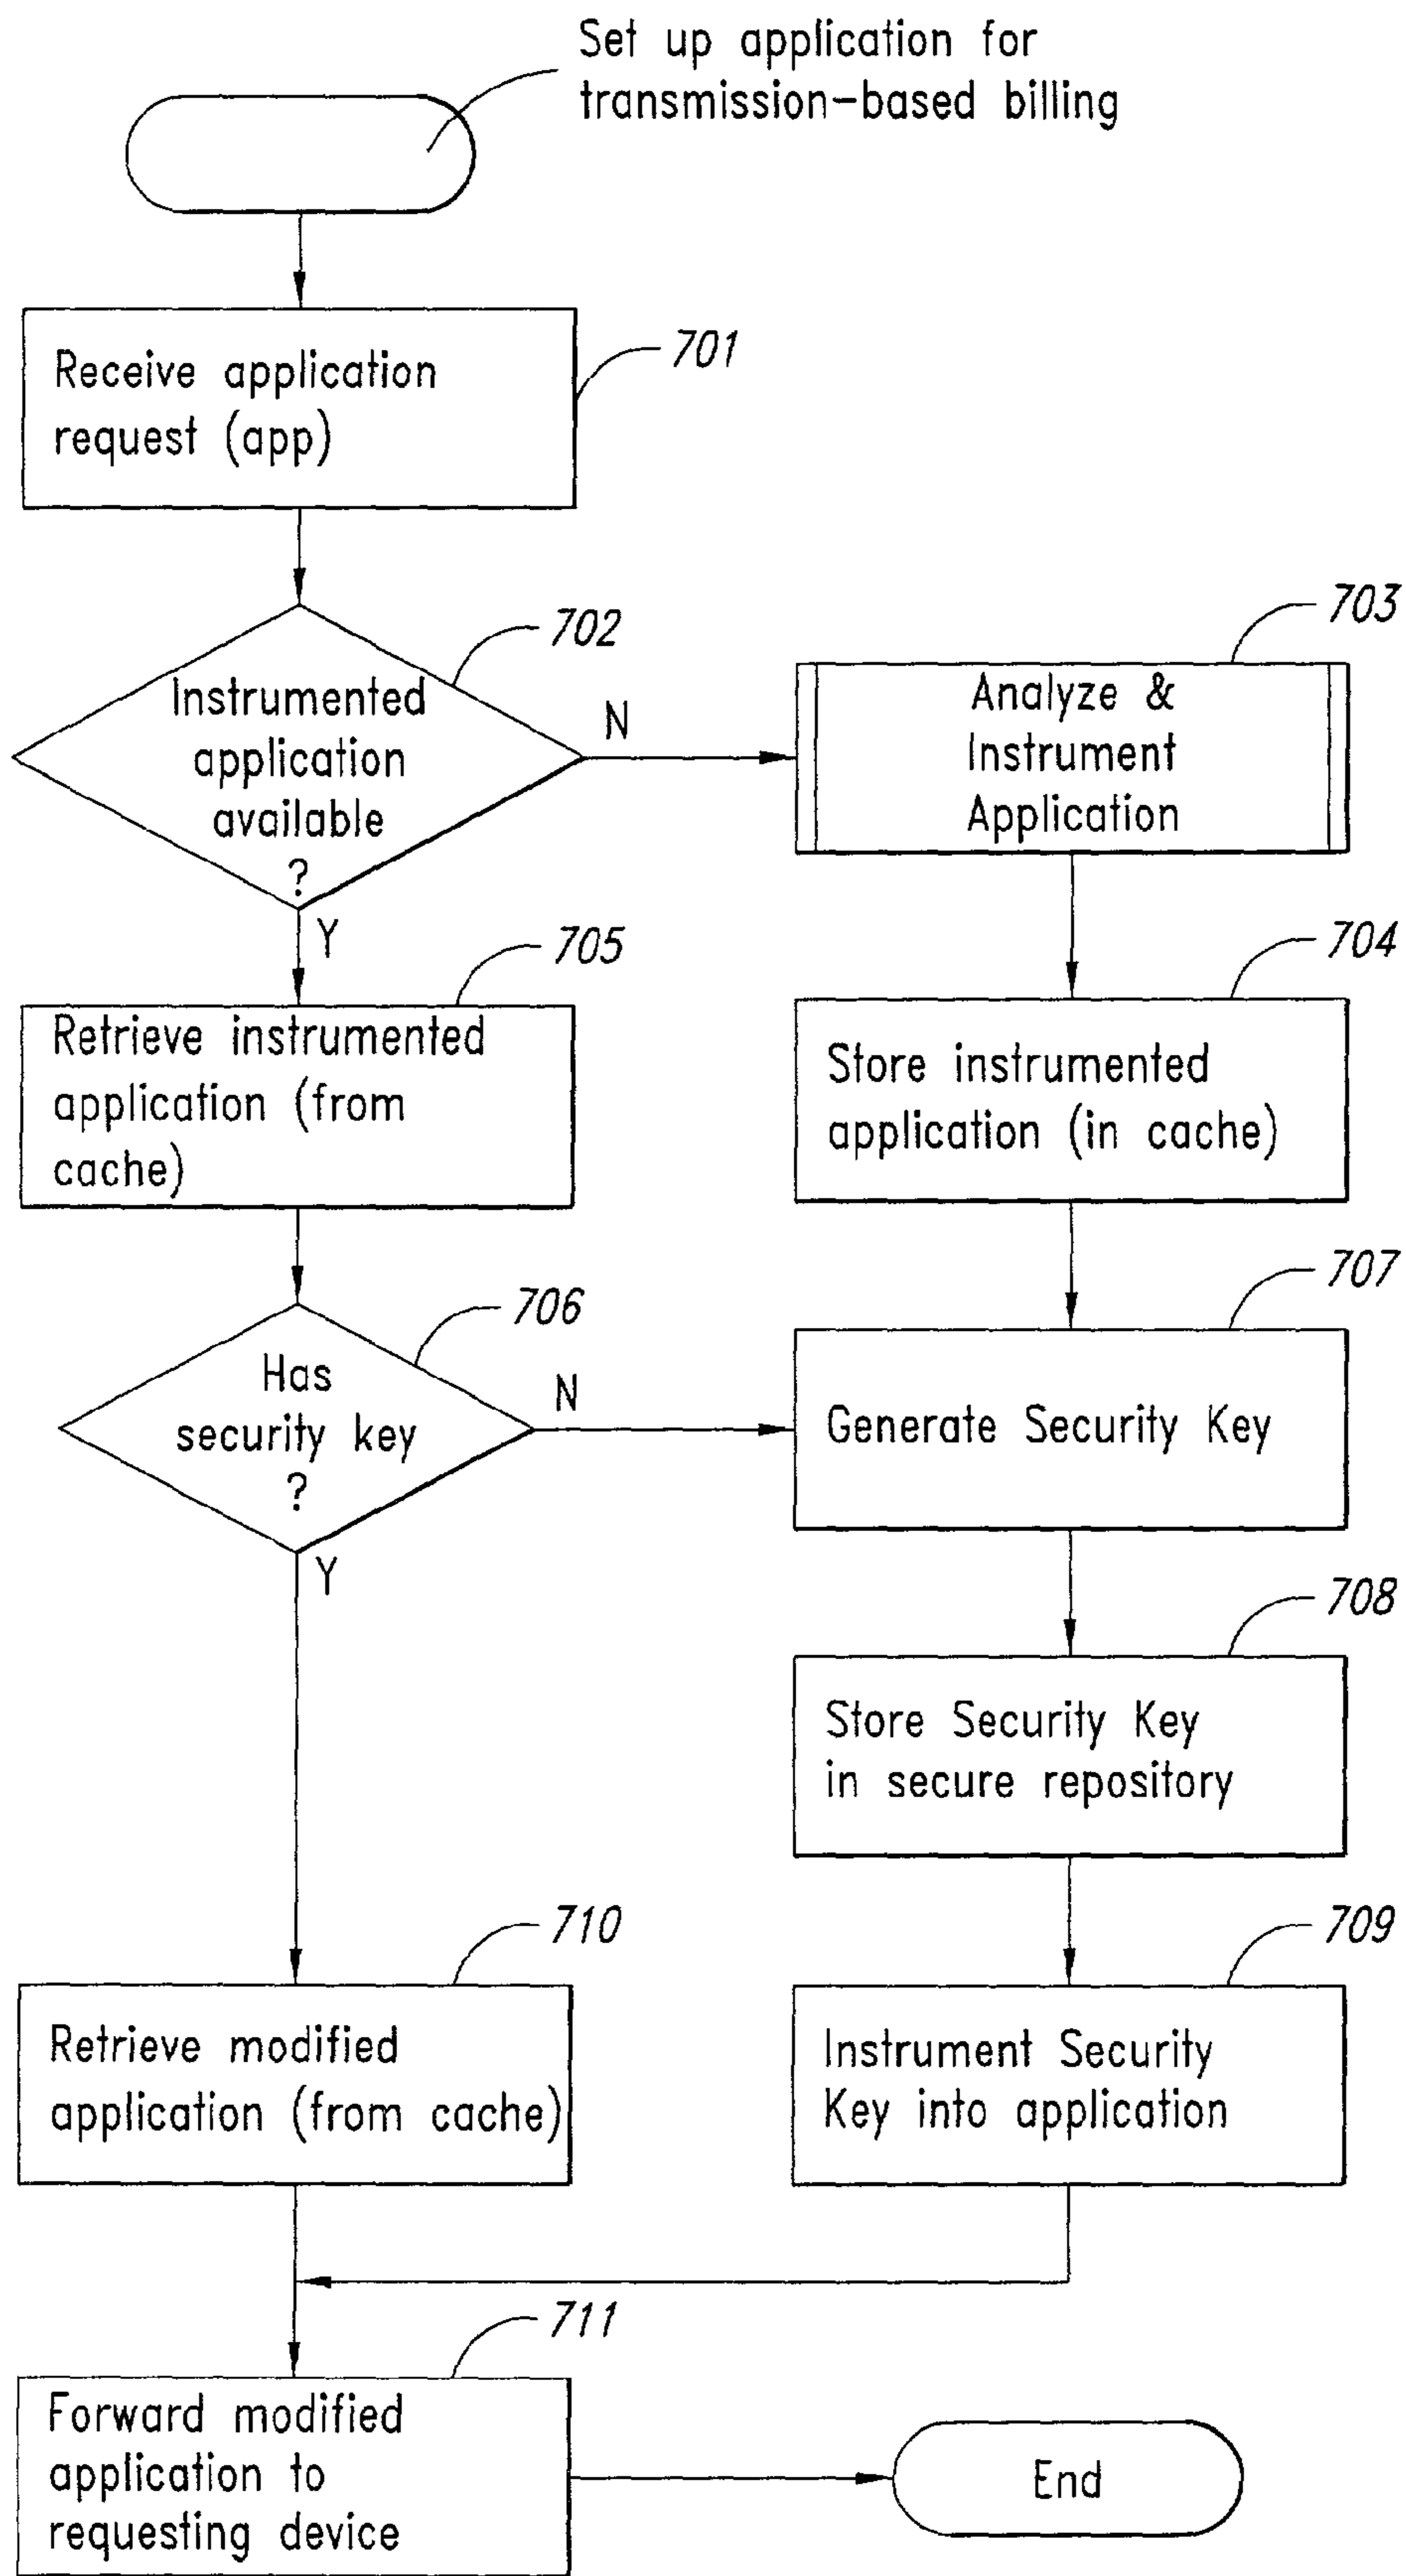 Set up application for
transmission-based billing
Receive application
request (app)
701
702
Instrumented
application
available
?
N
Y
703
Analyze &
Instrument
Application
705
Retrieve instrumented
application (from
cache)
704
Store instrumented
application (in cache)
706
Has
security key
?
N
Y
707
Generate Security Key
708
Store Security Key
in secure repository
710
Retrieve modified
application (from cache)
709
Instrument Security
Key into application
711
Forward modified
application to
requesting device
End